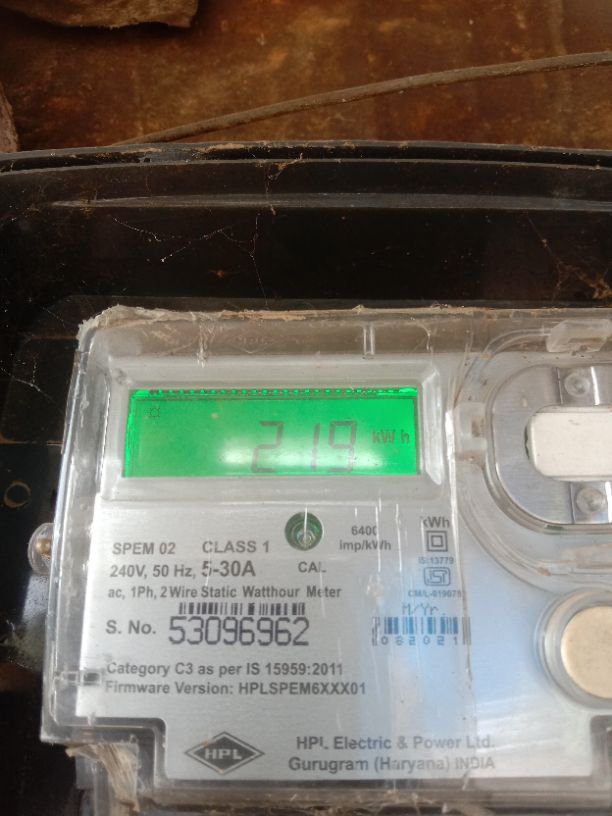 219 kWh
SPEM 02 CLASS 1
6400 imp/kWh
kWh
240V, 50 Hz, 5-30A
CAL
IS:13779
ac, 1Ph, 2 Wire Static Watthour Meter
M/Yr.
S. No. 53096962
082021
Category C3 as per IS 15959:2011
Firmware Version: HPLSPEM6XXX01
HPL
HPL Electric & Power Ltd.
Gurugram (Haryana) INDIA